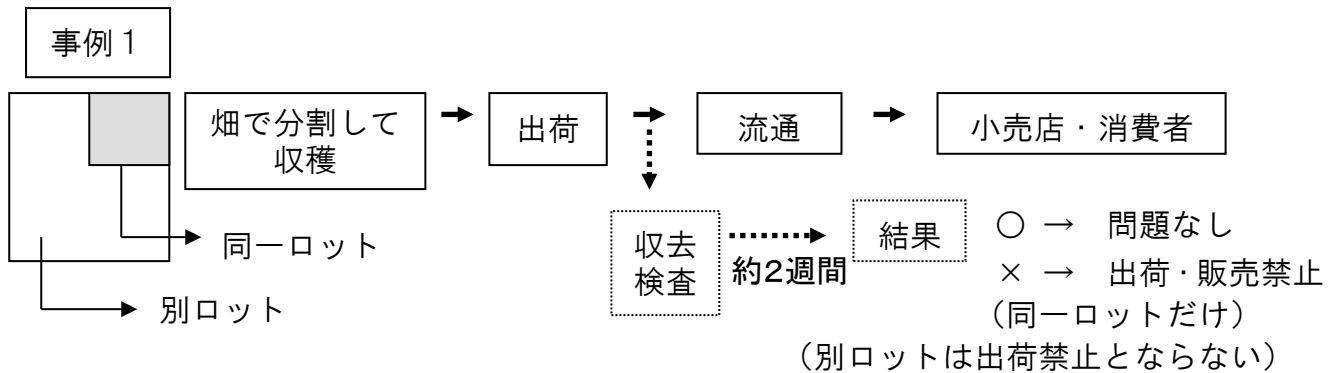 事例１
畑で分割して
収穫
出荷
流通
小売店・消費者
同一ロット
別ロット
収去
検査
約2週間
結果
○ → 問題なし
× → 出荷・販売禁止
（同一ロットだけ）
（別ロットは出荷禁止とならない）